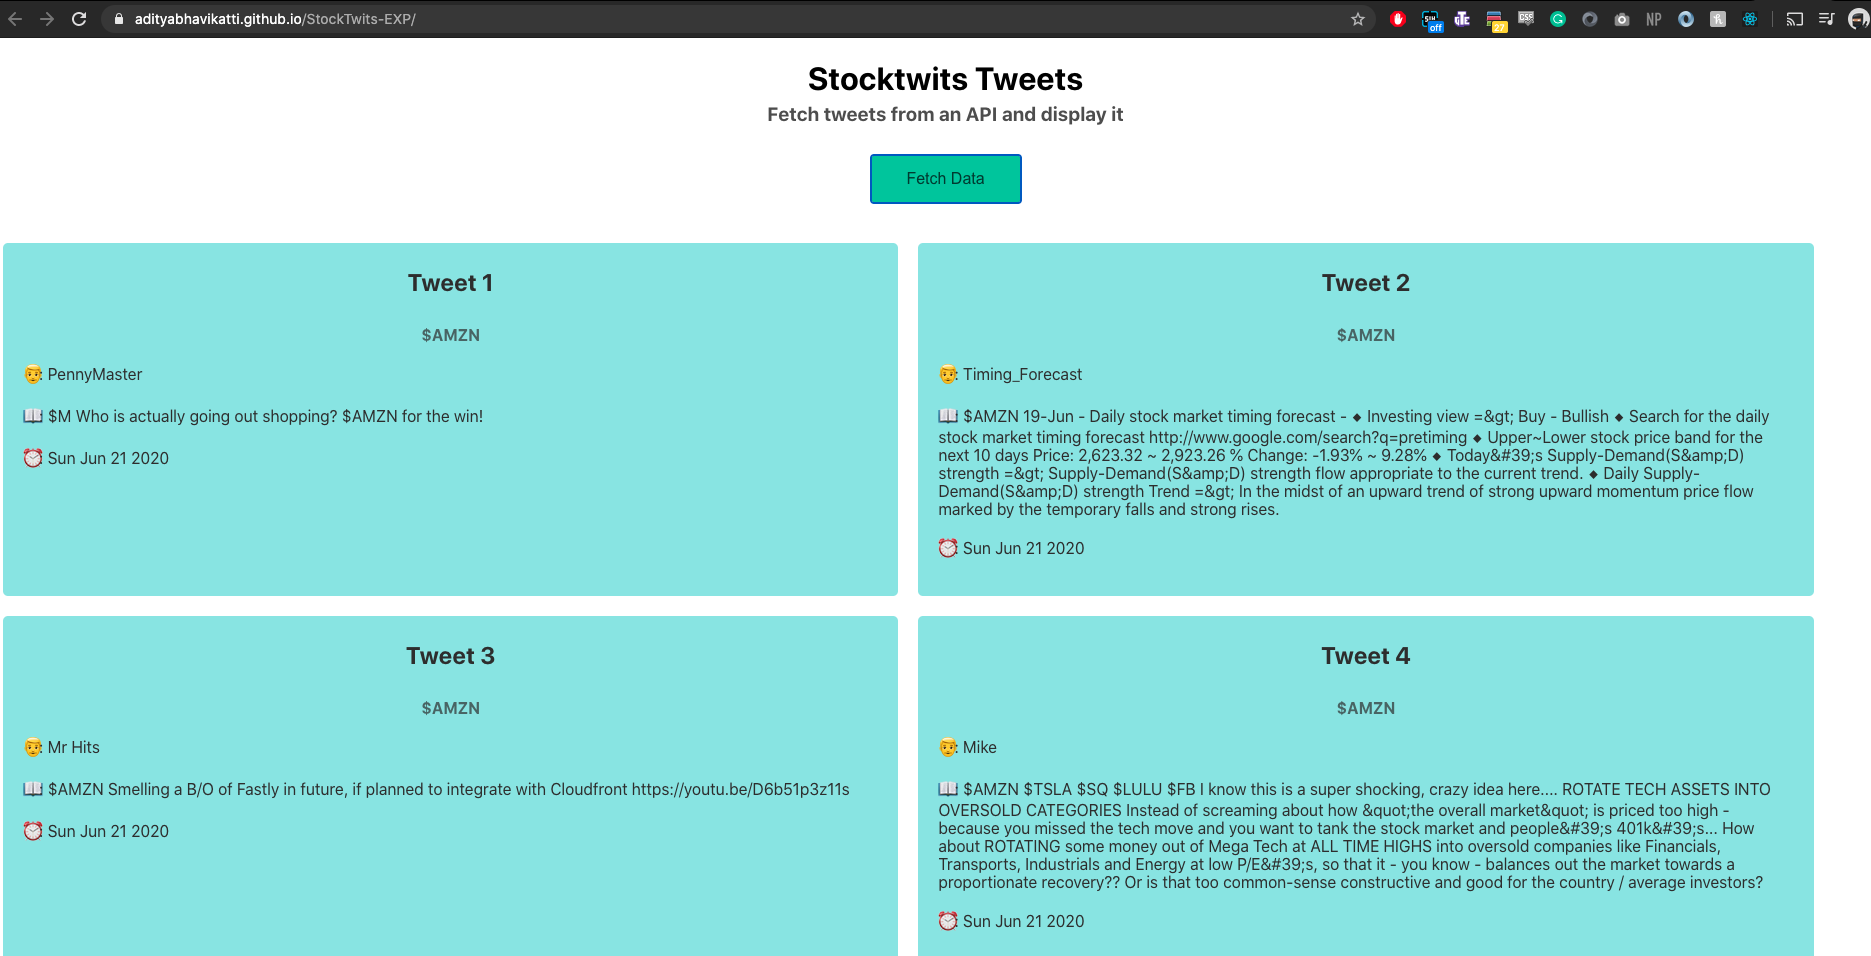 adityabhavikatti.github.io/StockTwits-EXP/
off
GTC
27
CSE
NP
Stocktwits Tweets
Fetch tweets from an API and display it
Fetch Data
Tweet 1
$AMZN
: PennyMaster
$M Who is actually going out shopping? $AMZN for the win!
Sun Jun 21 2020
Tweet 2
$AMZN
: Timing_Forecast
$AMZN 19-Jun - Daily stock market timing forecast - ◆ Investing view =&gt; Buy - Bullish ◆ Search for the daily
stock market timing forecast http://www.google.com/search?q=pretiming ◆ Upper~Lower stock price band for the
next 10 days Price: 2,623.32 ~ 2,923.26 % Change: -1.93% ~ 9.28% ◆ Today&#39;s Supply-Demand(S&amp;D)
strength =&gt; Supply-Demand(S&amp;D) strength flow appropriate to the current trend. ◆ Daily Supply-
Demand(S&amp;D) strength Trend =&gt; In the midst of an upward trend of strong upward momentum price flow
marked by the temporary falls and strong rises.
Sun Jun 21 2020
Tweet 3
$AMZN
: Mr Hits
$AMZN Smelling a B/O of Fastly in future, if planned to integrate with Cloudfront https://youtu.be/D6b51p3z11s
Sun Jun 21 2020
Tweet 4
$AMZN
: Mike
$AMZN $TSLA $SQ $LULU $FB I know this is a super shocking, crazy idea here.... ROTATE TECH ASSETS INTO
OVERSOLD CATEGORIES Instead of screaming about how &quot;the overall market&quot; is priced too high -
because you missed the tech move and you want to tank the stock market and people&#39;s 401k&#39;s... How
about ROTATING some money out of Mega Tech at ALL TIME HIGHS into oversold companies like Financials,
Transports, Industrials and Energy at low P/E&#39;s, so that it - you know - balances out the market towards a
proportionate recovery?? Or is that too common-sense constructive and good for the country / average investors?
Sun Jun 21 2020